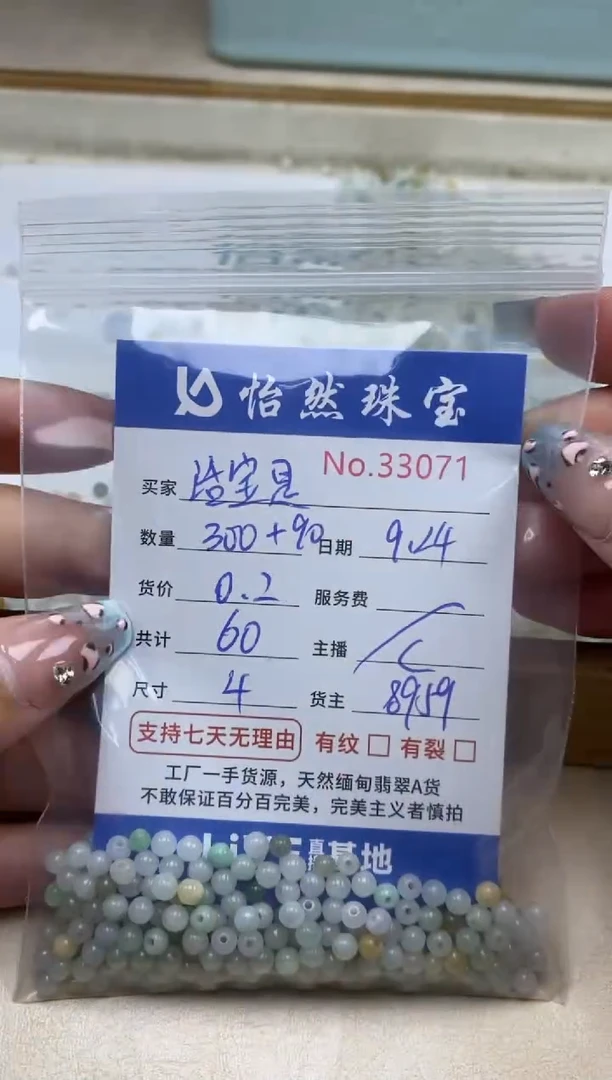 怡然珠宝
No.33071
买家
数量 300+90 日期 9.24
货价 0.2 服务费
共计 60 主播
尺寸 4 货主 8959
支持七天无理由 有纹 □ 有裂 □
工厂一手货源，天然缅甸翡翠A货
不敢保证百分百完美，完美主义者慎拍
基地